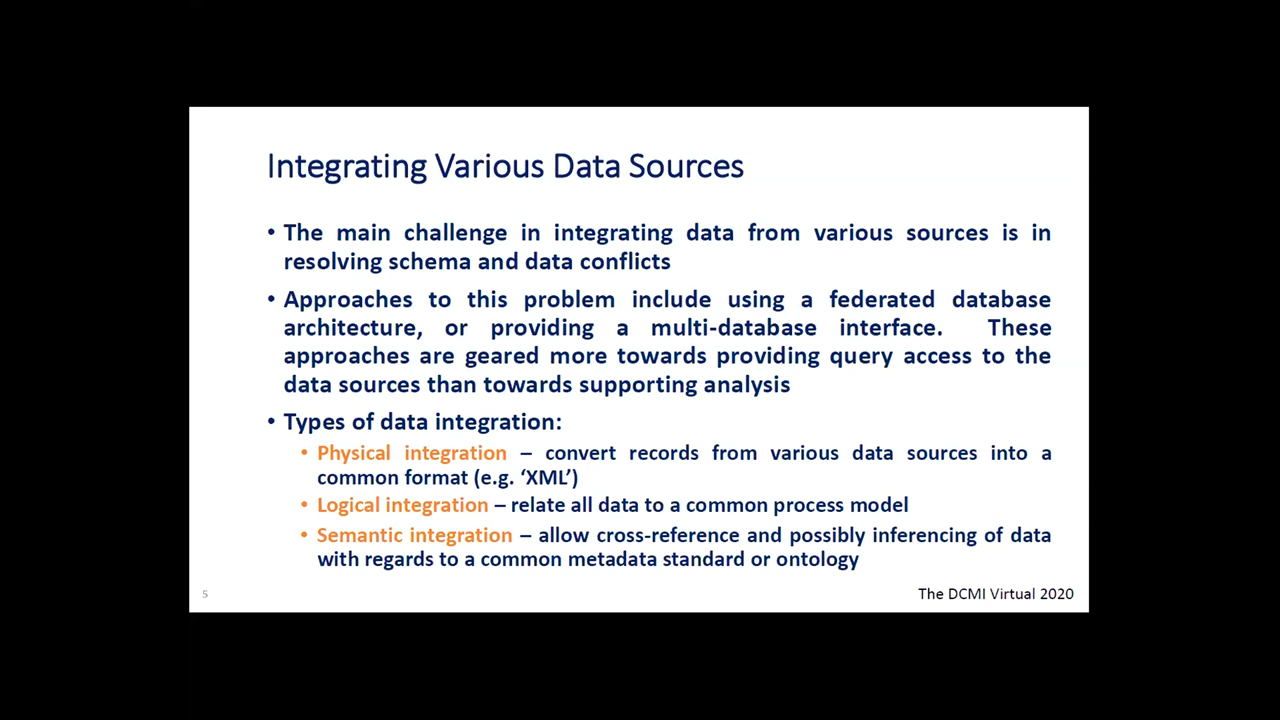 Integrating Various Data Sources
• The main challenge in integrating data from various sources is in
resolving schema and data conflicts
• Approaches to this problem include using a federated database
architecture, or providing a multi-database interface. These
approaches are geared more towards providing query access to the
data sources than towards supporting analysis
• Types of data integration:
• Physical integration – convert records from various data sources into a
common format (e.g. ‘XML’)
• Logical integration – relate all data to a common process model
• Semantic integration – allow cross-reference and possibly inferencing of data
with regards to a common metadata standard or ontology
5
The DCMI Virtual 2020